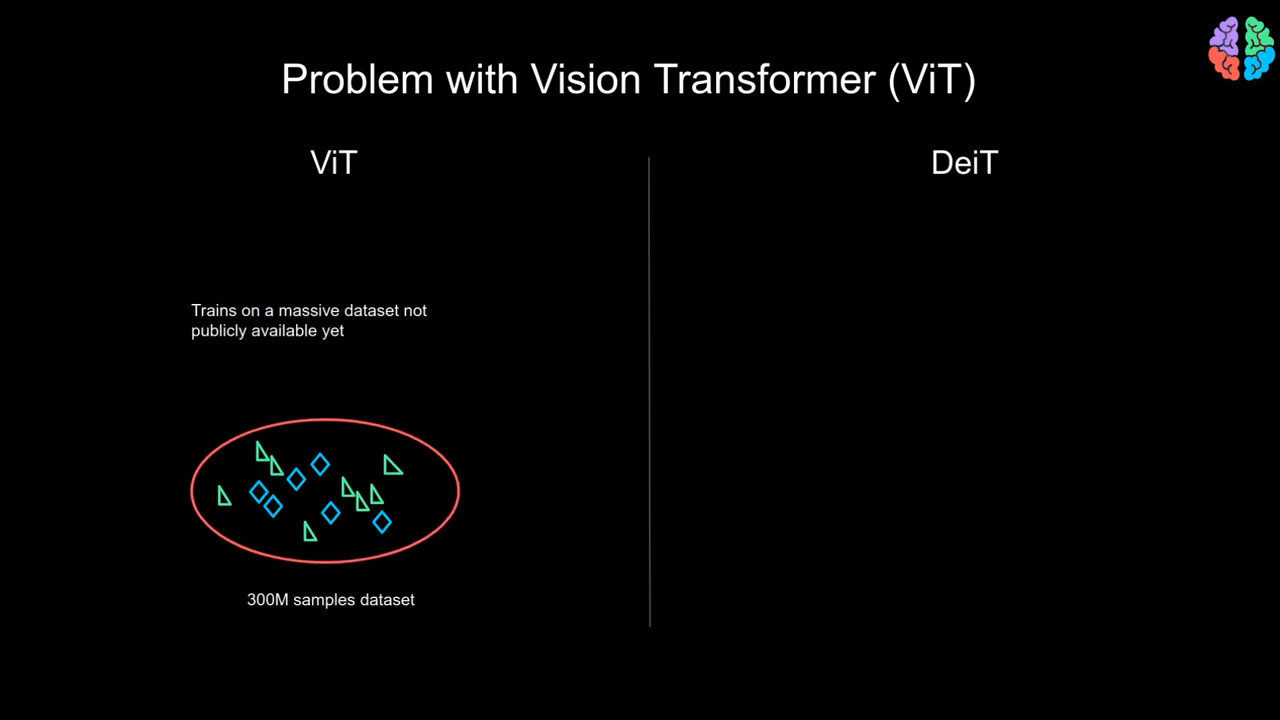 Problem with Vision Transformer (ViT)
ViT
DeiT
Trains on a massive dataset not
publicly available yet
300M samples dataset